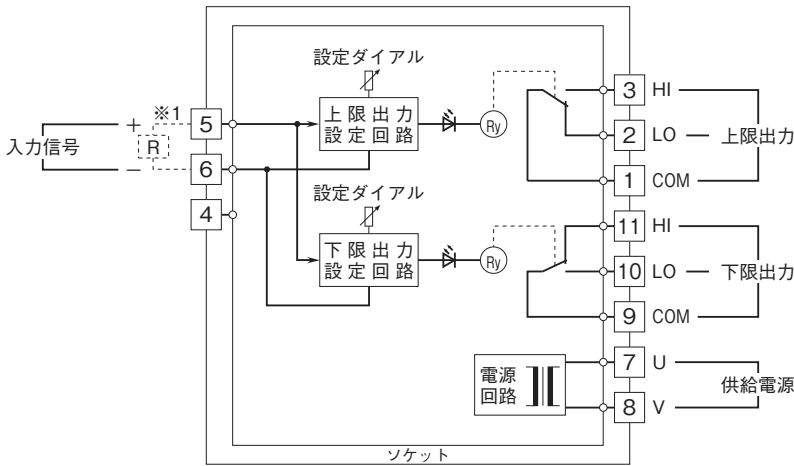 設定ダイアル
※1
入力信号
+
R
−
5
6
4
上限出力
設定回路
Ry
3 HI
2 LO
1 COM
上限出力
設定ダイアル
下限出力
設定回路
Ry
11 HI
10 LO
9 COM
下限出力
電源
回路
7 U
8 V
供給電源
ソケット